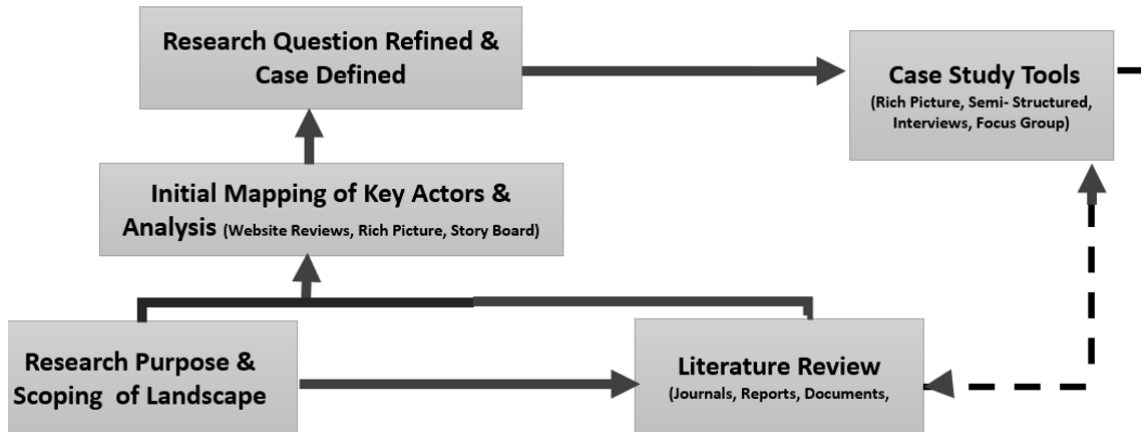 Research Question Refined &
Case Defined
Case Study Tools
(Rich Picture, Semi- Structured,
Interviews, Focus Group)
Initial Mapping of Key Actors &
Analysis (Website Reviews, Rich Picture, Story Board)
Research Purpose &
Scoping of Landscape
Literature Review
(Journals, Reports, Documents,